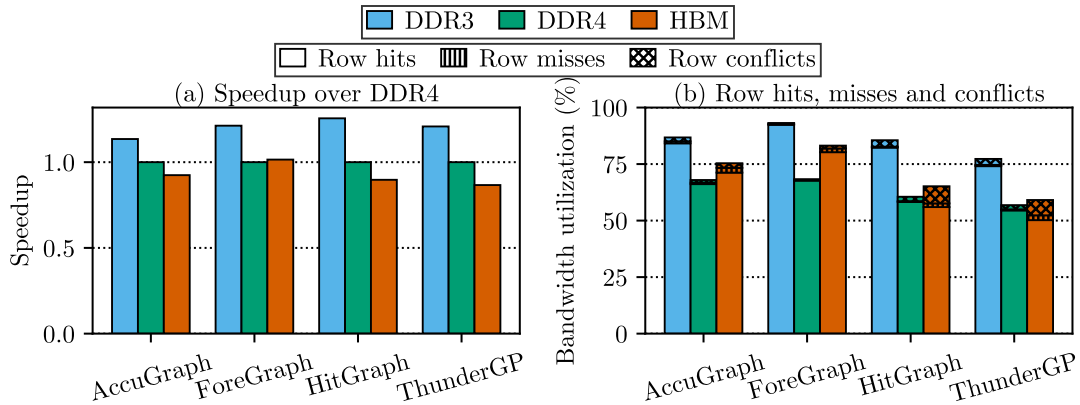 DDR3 DDR4 HBM
Row hits Row misses Row conflicts
(a) Speedup over DDR4
Speedup
1.0
0.5
0.0
AccuGraph ForeGraph HitGraph ThunderGP
(b) Row hits, misses and conflicts
Bandwidth utilization (%)
100
75
50
25
0
AccuGraph ForeGraph HitGraph ThunderGP